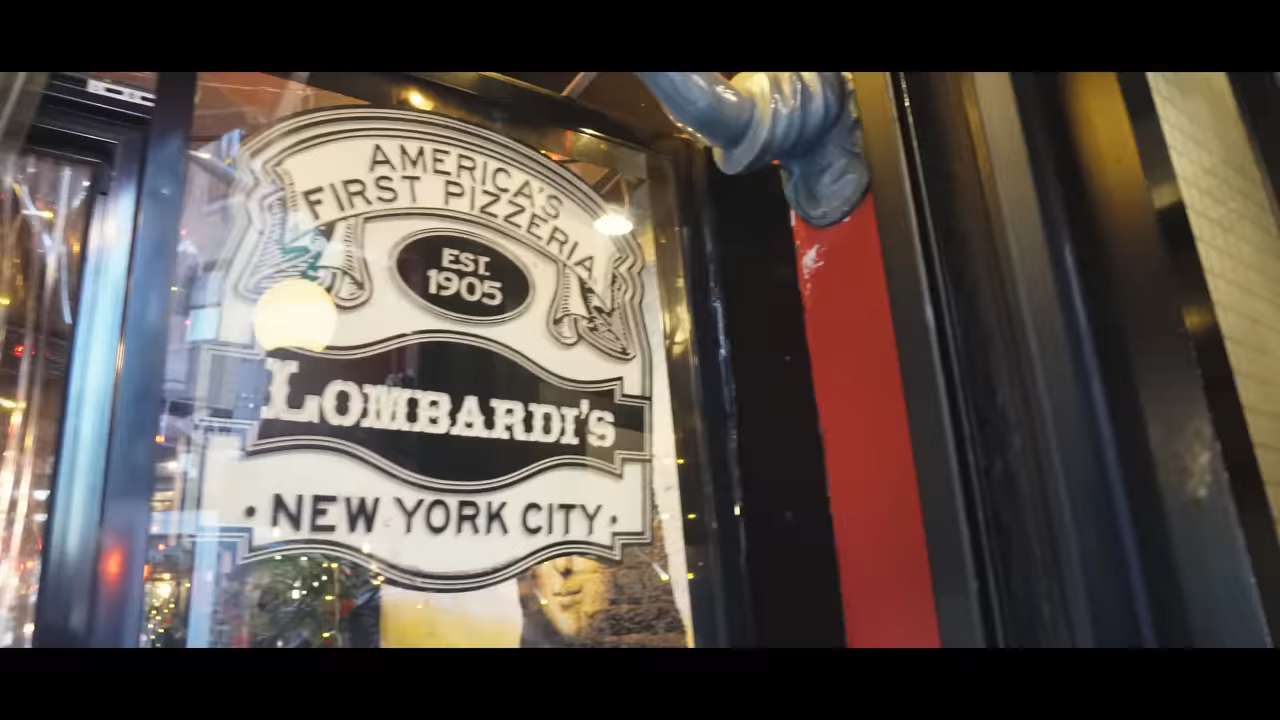 AMERICA'S
FIRST PIZZERIA
EST.
1905
LOMBARDI'S
• NEW YORK CITY •